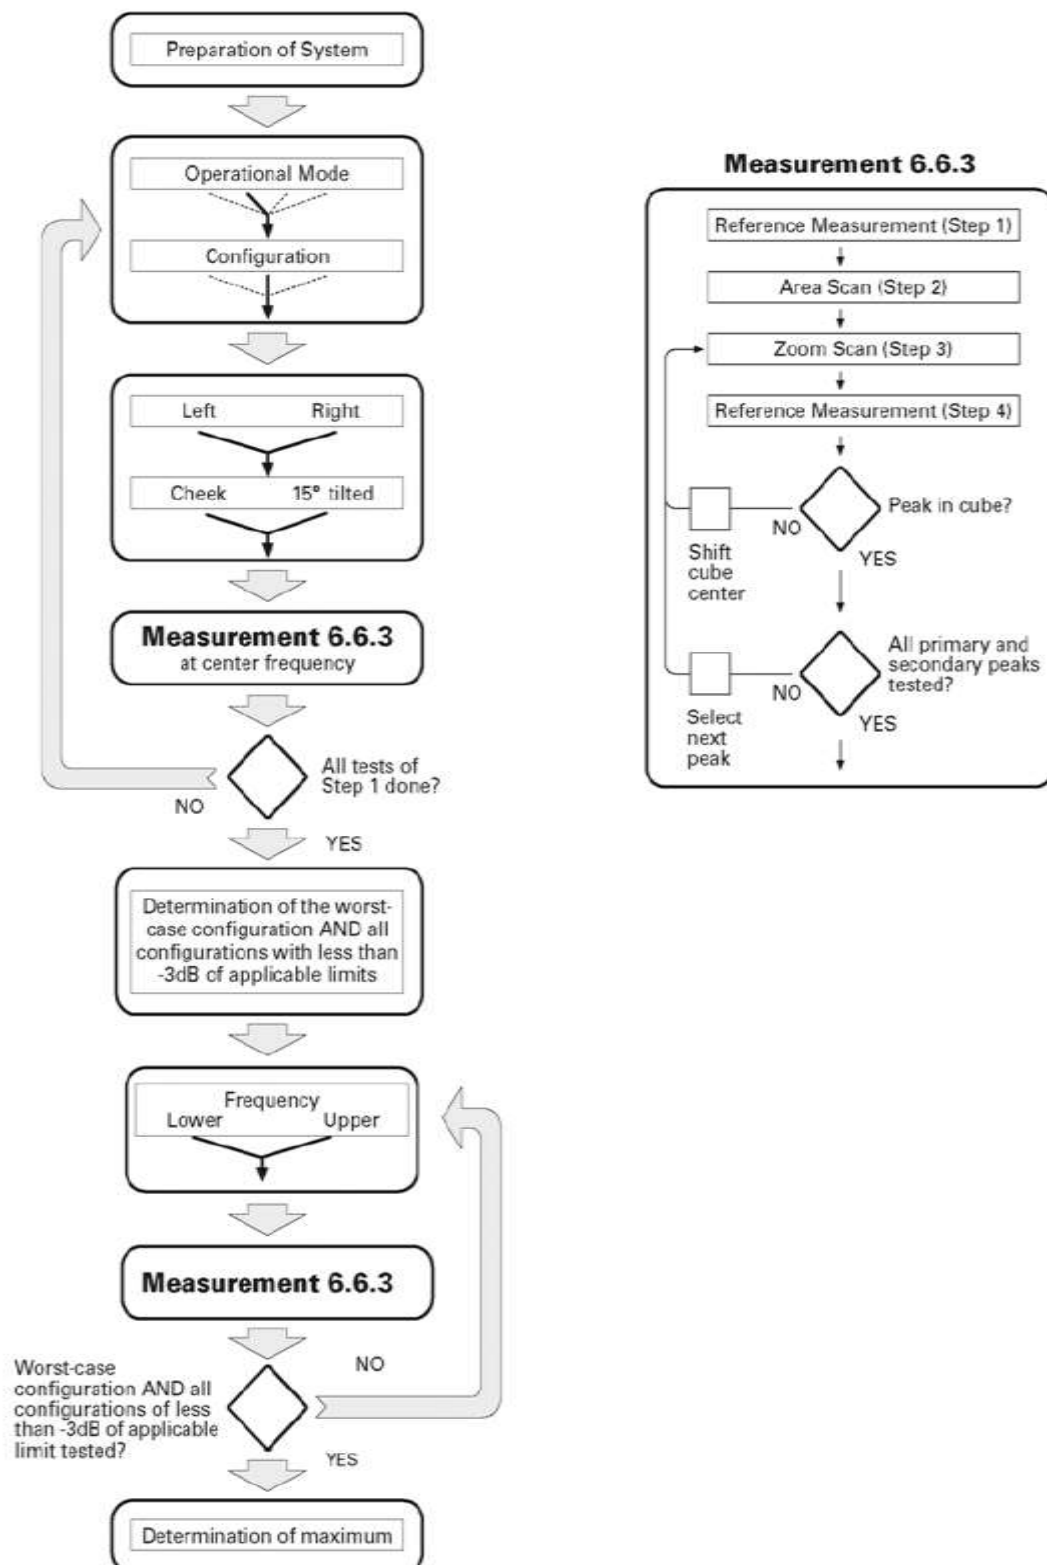 Preparation of System
Operational Mode
Configuration
Left Right
Cheek 15° tilted
Measurement 6.6.3
at center frequency
All tests of
Step 1 done?
NO
YES
Determination of the worst-
case configuration AND all
configurations with less than
-3dB of applicable limits
Frequency
Lower Upper
Measurement 6.6.3
Worst-case
configuration AND all
configurations of less
than -3dB of applicable
limit tested?
NO
YES
Determination of maximum
Measurement 6.6.3
Reference Measurement (Step 1)
Area Scan (Step 2)
Zoom Scan (Step 3)
Reference Measurement (Step 4)
Peak in cube?
NO
YES
Shift
cube
center
All primary and
secondary peaks
tested?
NO
YES
Select
next
peak